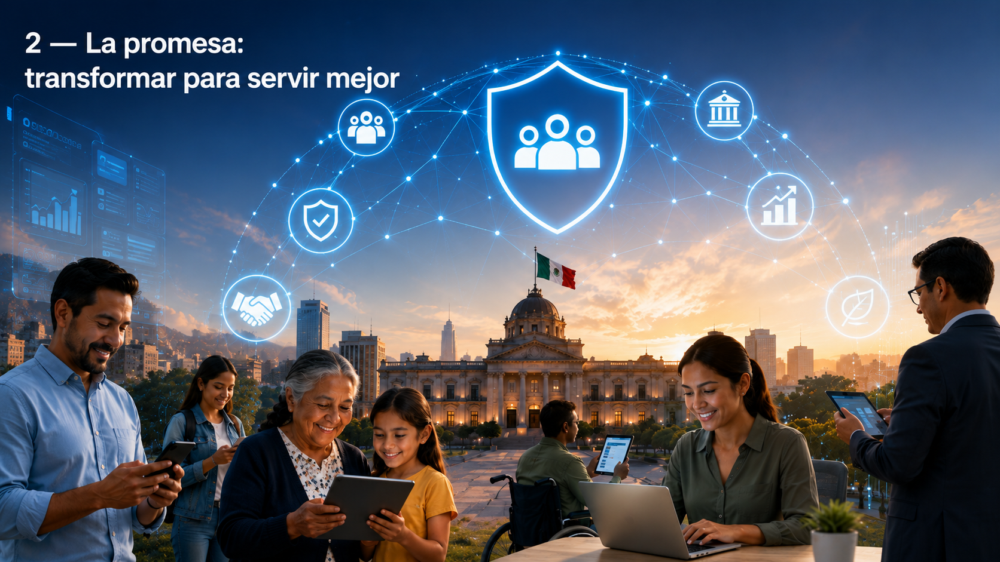 2 — La promesa:
transformar para servir mejor